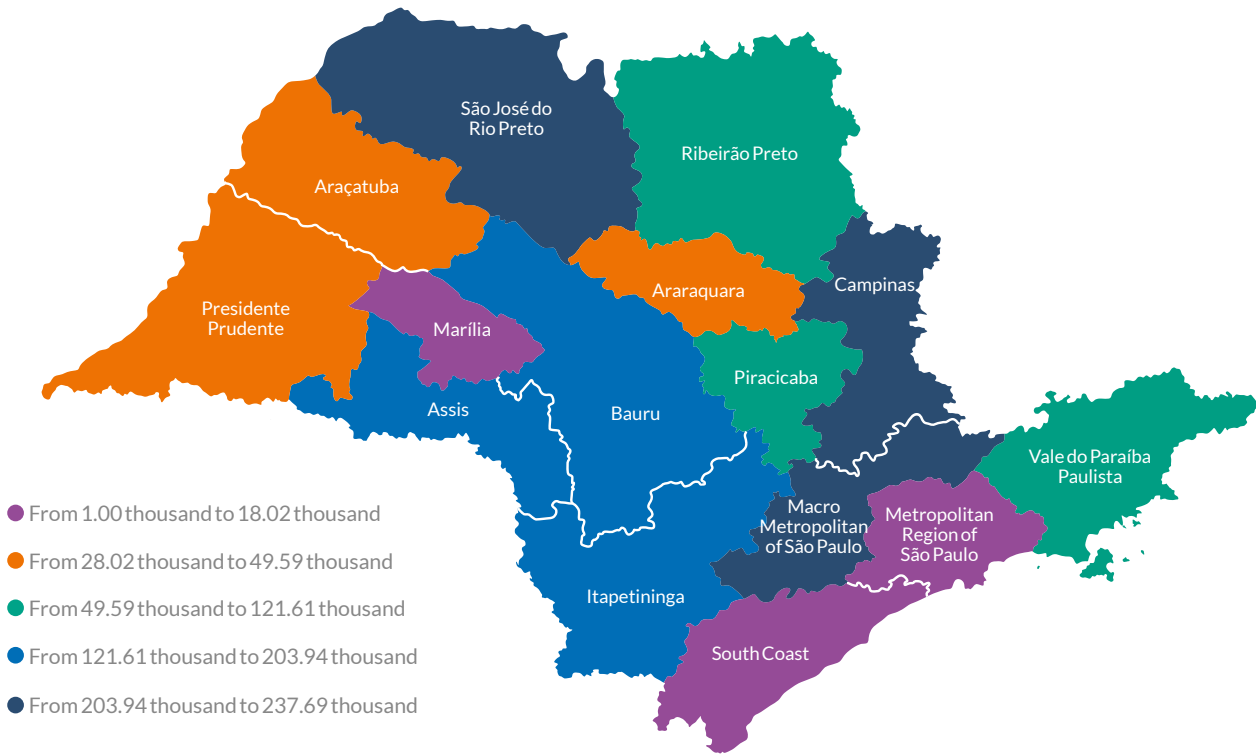 São José do
Rio Preto
Ribeirão Preto
Araçatuba
Campinas
Araraquara
Presidente
Prudente
Marília
Piracicaba
Assis
Bauru
Vale do Paraíba
Paulista
Macro
Metropolitan
of São Paulo
Metropolitan
Region of
São Paulo
Itapetininga
South Coast
From 1.00 thousand to 18.02 thousand
From 28.02 thousand to 49.59 thousand
From 49.59 thousand to 121.61 thousand
From 121.61 thousand to 203.94 thousand
From 203.94 thousand to 237.69 thousand